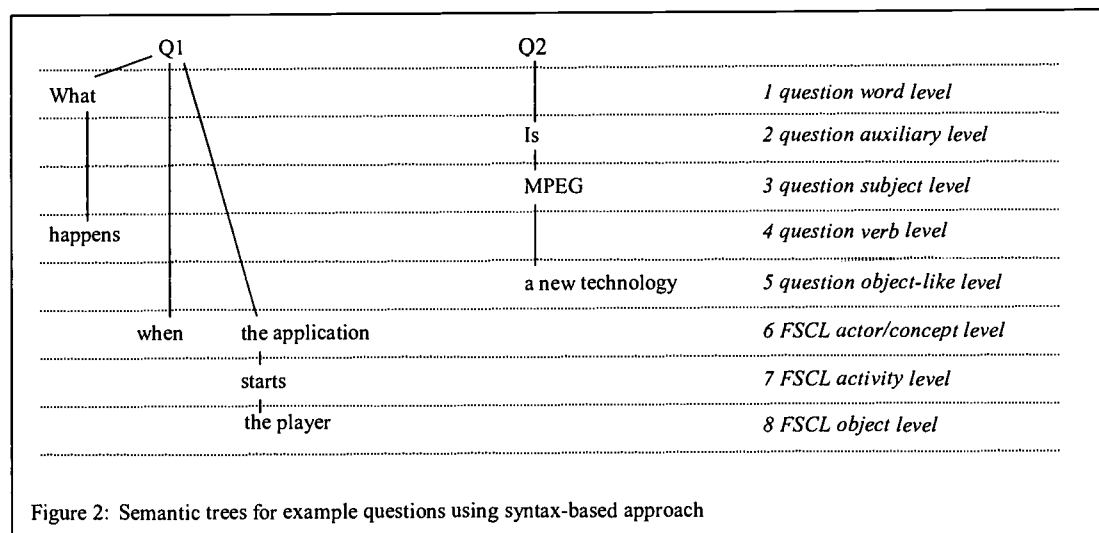 Q1 Q2
What 1 question word level
Is 2 question auxiliary level
MPEG 3 question subject level
happens 4 question verb level
a new technology 5 question object-like level
when the application 6 FSCL actor/concept level
starts 7 FSCL activity level
the player 8 FSCL object level
Figure 2: Semantic trees for example questions using syntax-based approach